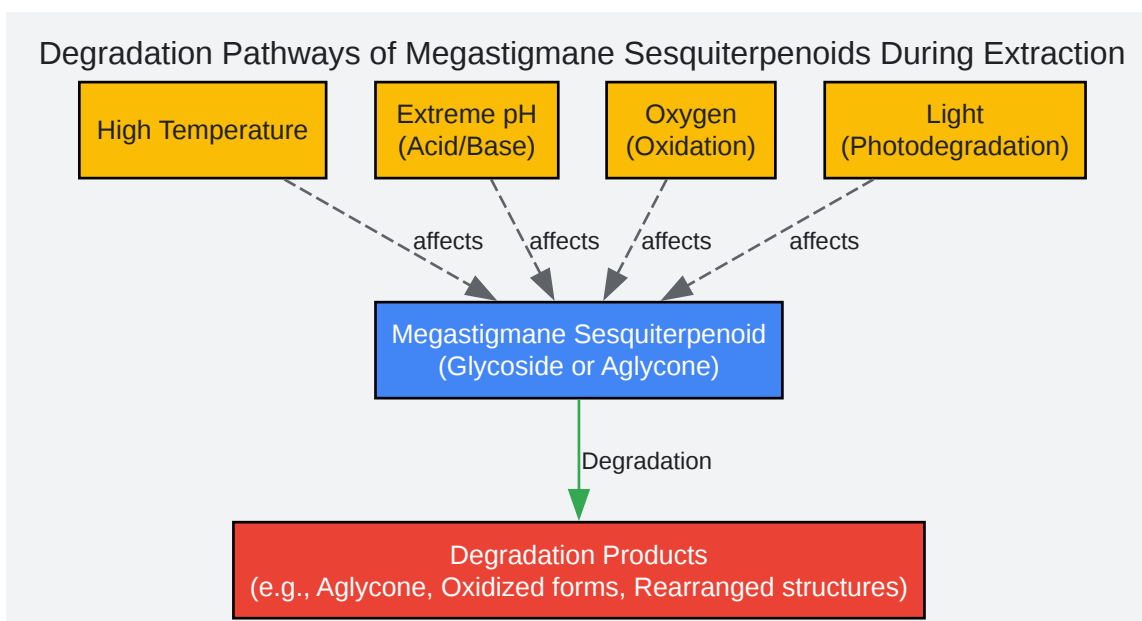 Degradation Pathways of Megastigmane Sesquiterpenoids During Extraction
High Temperature
Extreme pH
(Acid/Base)
Oxygen
(Oxidation)
Light
(Photodegradation)
affects
affects
affects
affects
Megastigmane Sesquiterpenoid
(Glycoside or Aglycone)
Degradation
Degradation Products
(e.g., Aglycone, Oxidized forms, Rearranged structures)